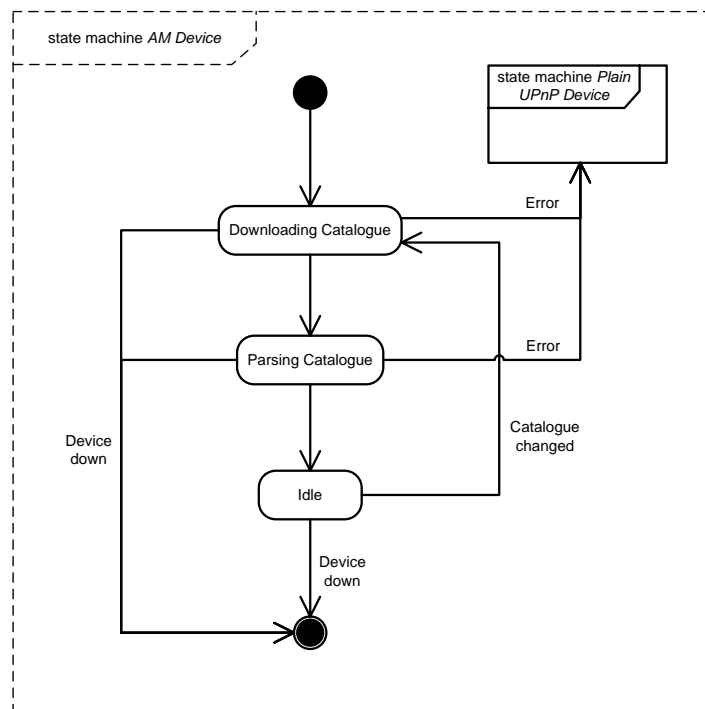 state machine AM Device
state machine Plain
UPnP Device
Error
Downloading Catalogue
Error
Parsing Catalogue
Catalogue
changed
Device
down
Idle
Device
down